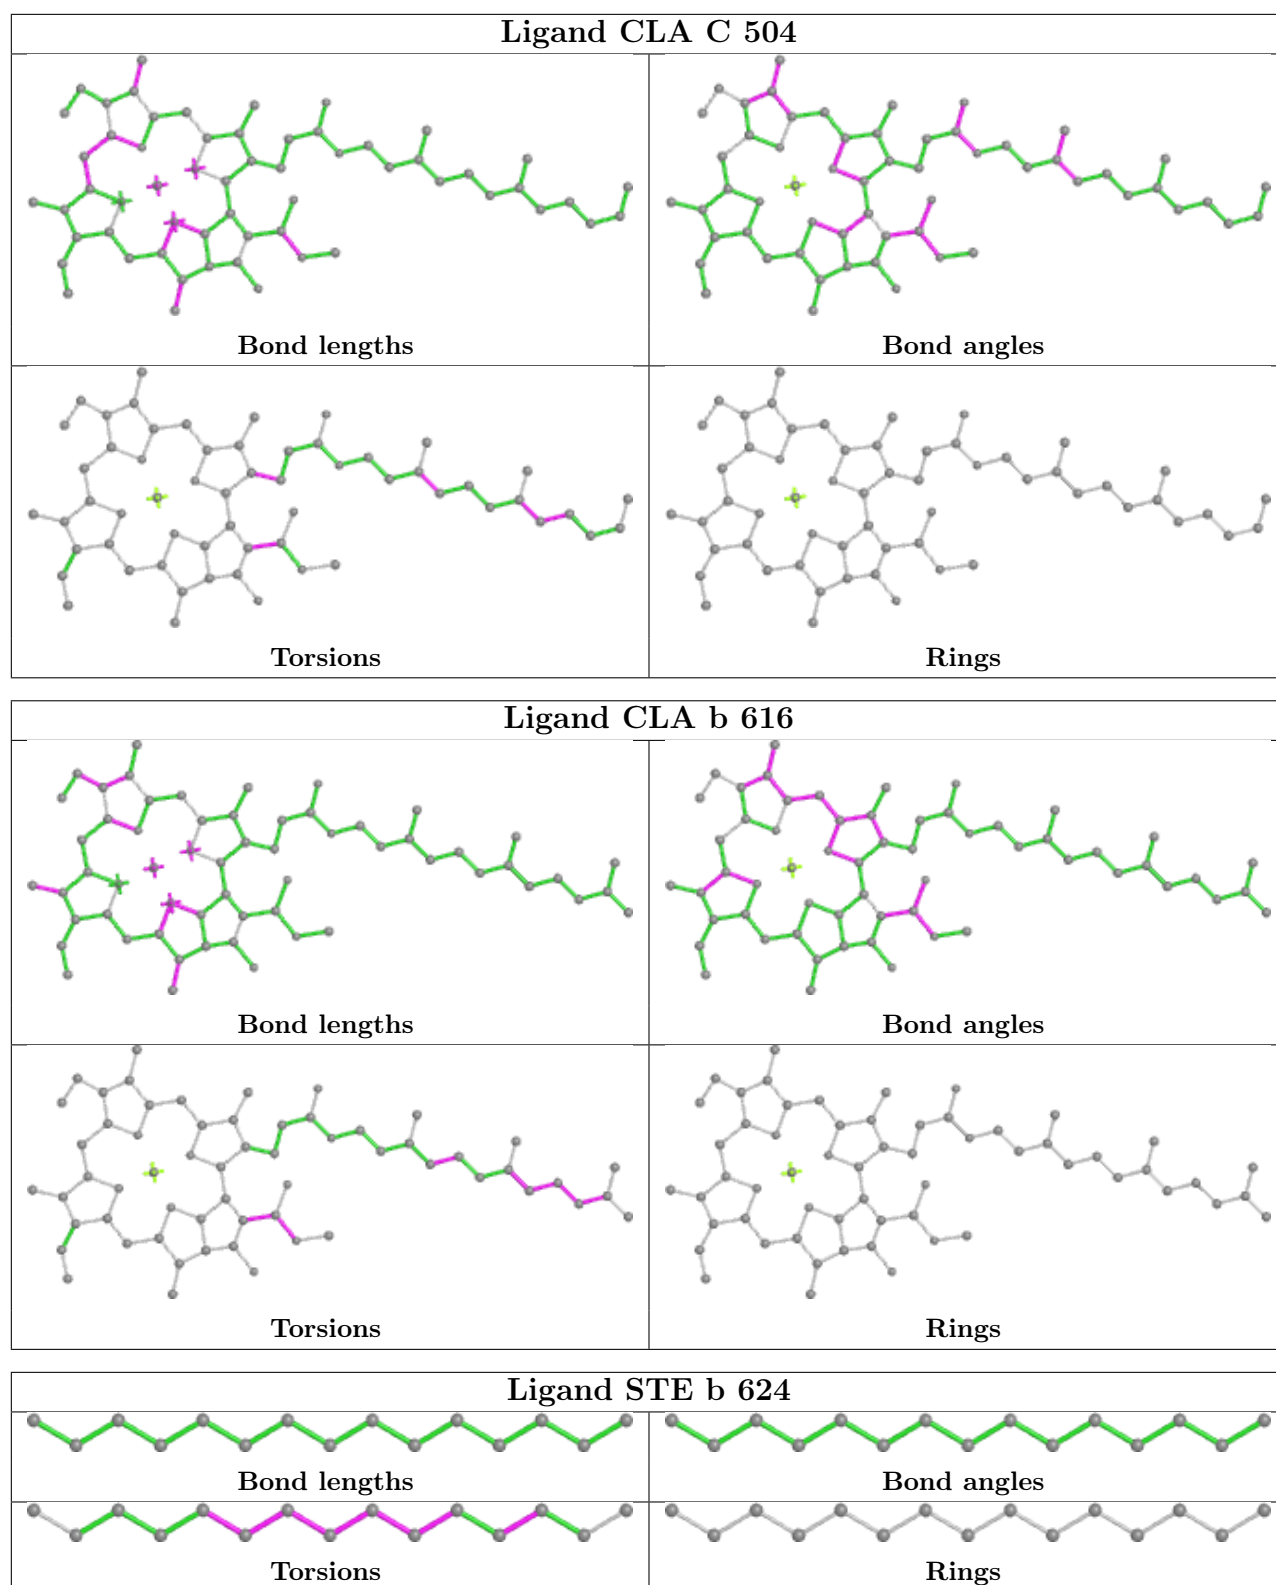 Ligand CLA C 504
Bond lengths
Bond angles
Torsions
Rings
Ligand CLA b 616
Bond lengths
Bond angles
Torsions
Rings
Ligand STE b 624
Bond lengths
Bond angles
Torsions
Rings